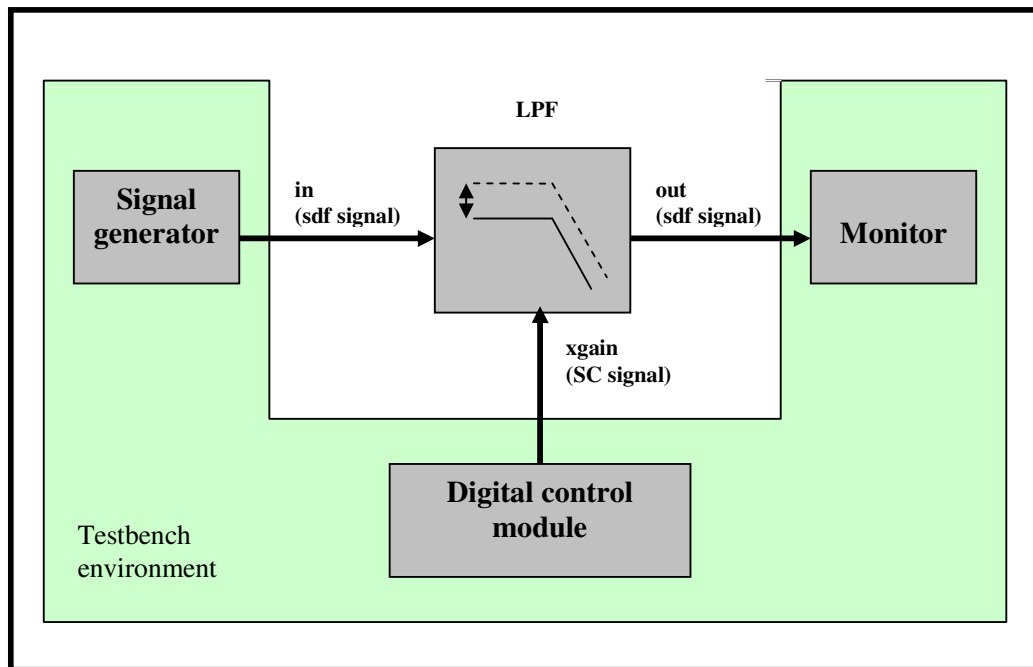 LPF
Signal
generator
in
(sdf signal)
out
(sdf signal)
Monitor
xgain
(SC signal)
Digital control
module
Testbench
environment